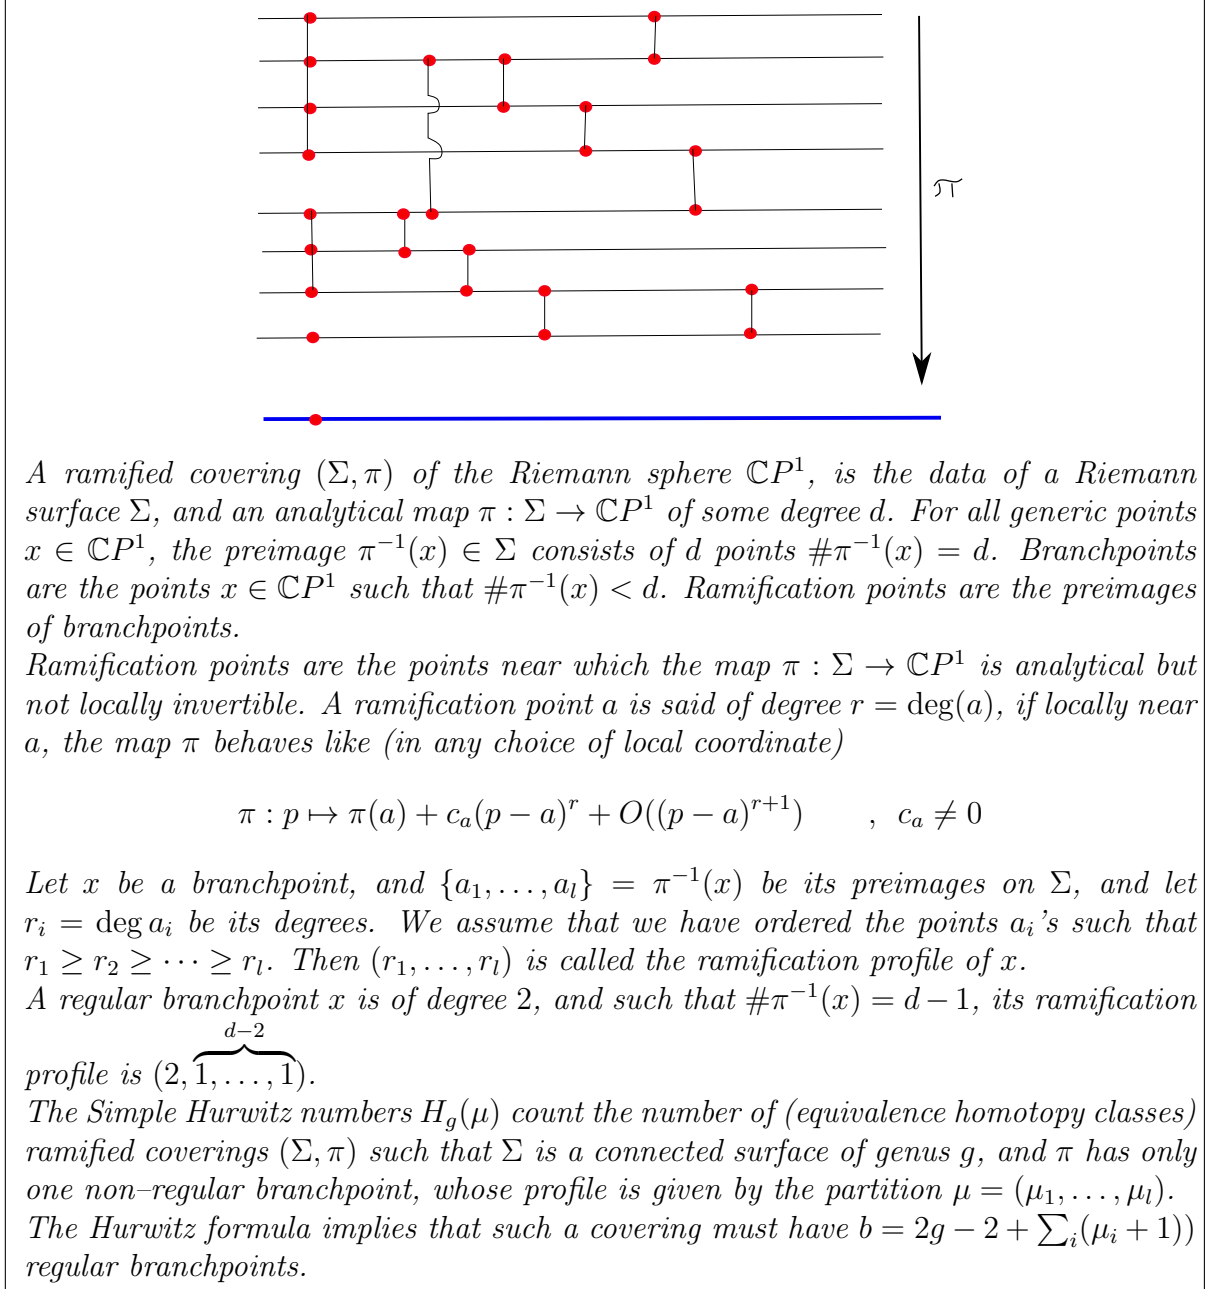 π
A ramified covering (Σ, π) of the Riemann sphere ℂP¹, is the data of a Riemann
surface Σ, and an analytical map π : Σ → ℂP¹ of some degree d. For all generic points
x ∈ ℂP¹, the preimage π⁻¹(x) ∈ Σ consists of d points #π⁻¹(x) = d. Branchpoints
are the points x ∈ ℂP¹ such that #π⁻¹(x) < d. Ramification points are the preimages
of branchpoints.
Ramification points are the points near which the map π : Σ → ℂP¹ is analytical but
not locally invertible. A ramification point a is said of degree r = deg(a), if locally near
a, the map π behaves like (in any choice of local coordinate)
π : p ↦ π(a) + c_a(p − a)^r + O((p − a)^{r+1}) , c_a ≠ 0
Let x be a branchpoint, and {a₁, . . . , a_l} = π⁻¹(x) be its preimages on Σ, and let
r_i = deg a_i be its degrees. We assume that we have ordered the points a_i's such that
r₁ ≥ r₂ ≥ · · · ≥ r_l. Then (r₁, . . . , r_l) is called the ramification profile of x.
A regular branchpoint x is of degree 2, and such that #π⁻¹(x) = d − 1, its ramification
d−2
profile is (2, 1, . . . , 1).
The Simple Hurwitz numbers H_g(μ) count the number of (equivalence homotopy classes)
ramified coverings (Σ, π) such that Σ is a connected surface of genus g, and π has only
one non–regular branchpoint, whose profile is given by the partition μ = (μ₁, . . . , μ_l).
The Hurwitz formula implies that such a covering must have b = 2g − 2 + ∑_i(μ_i + 1))
regular branchpoints.